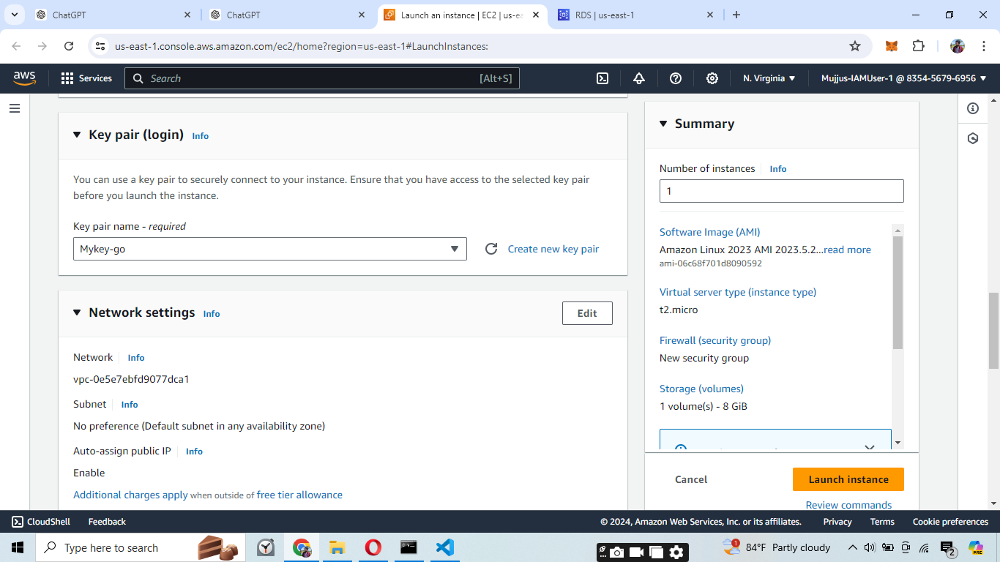 ChatGPT
ChatGPT
Launch an instance | EC2 | us-ea
RDS | us-east-1
us-east-1.console.aws.amazon.com/ec2/home?region=us-east-1#LaunchInstances:
aws
Services
Search
[Alt+S]
N. Virginia
Mujjus-IAMUser-1 @ 8354-5679-6956
Key pair (login) Info
You can use a key pair to securely connect to your instance. Ensure that you have access to the selected key pair
before you launch the instance.
Key pair name - required
Mykey-go
Create new key pair
Network settings Info
Edit
Network Info
vpc-0e5e7ebfd9077dca1
Subnet Info
No preference (Default subnet in any availability zone)
Auto-assign public IP Info
Enable
Additional charges apply when outside of free tier allowance
Summary
Number of instances Info
1
Software Image (AMI)
Amazon Linux 2023 AMI 2023.5.2...read more
ami-06c68f701d8090592
Virtual server type (instance type)
t2.micro
Firewall (security group)
New security group
Storage (volumes)
1 volume(s) - 8 GiB
Cancel
Launch instance
Review commands
CloudShell
Feedback
© 2024, Amazon Web Services, Inc. or its affiliates.
Privacy
Terms
Cookie preferences
Type here to search
1
84°F Partly cloudy
2
PRE